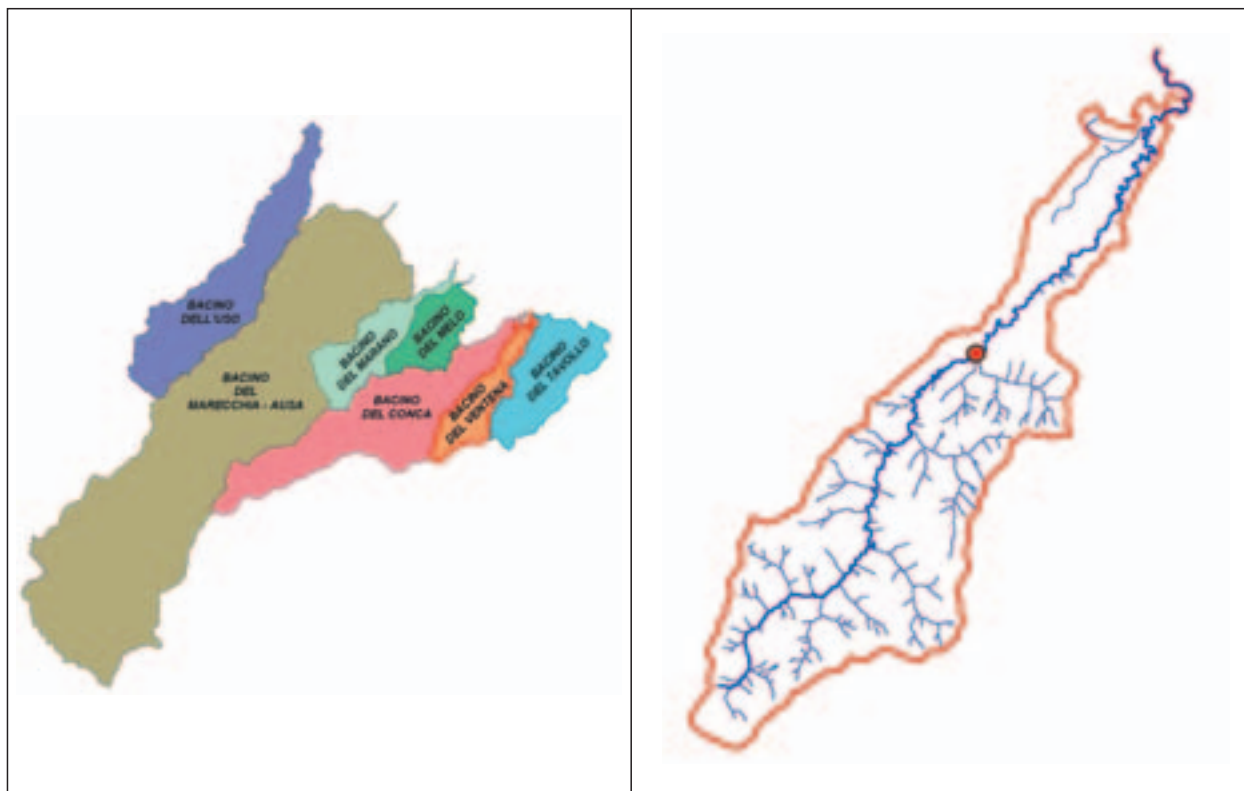 BACINO
DELL'USO
BACINO
DEL
MARECCHIA - AUSA
BACINO
DEL MARANO
BACINO
DEL MELO
BACINO
DEL CONCA
BACINO
DEL VENTENA
BACINO
DEL TAVOLLO